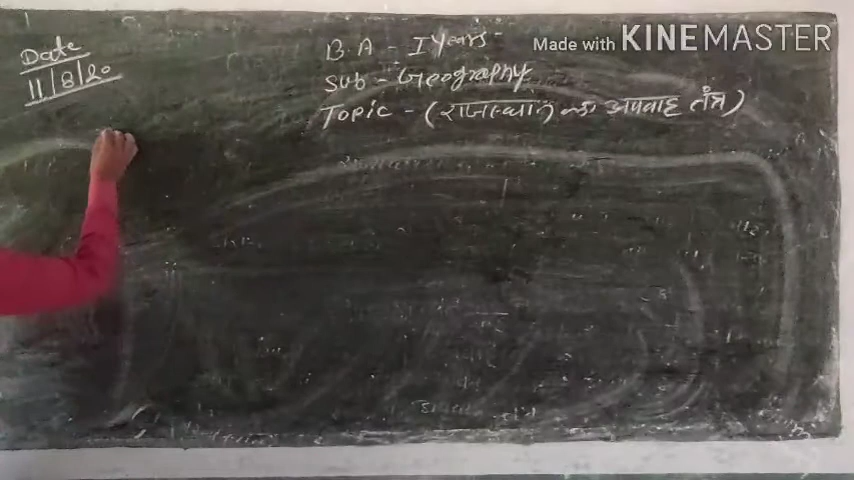 Date
11/8/20
B.A - I Years
Sub - Geography
Topic - (राजस्थान का अपवाह तंत्र)
Made with KINEMASTER